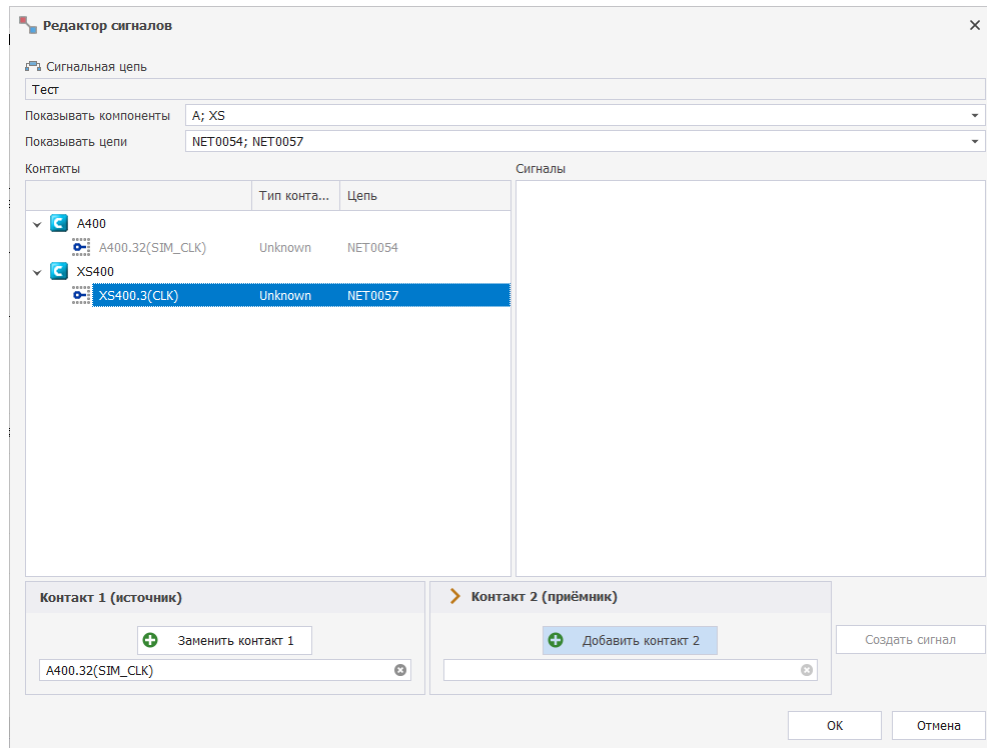 Редактор сигналов
Сигнальная цепь
Тест
Показывать компоненты A; XS
Показывать цепи NET0054; NET0057
Контакты Сигналы
Тип конта... Цепь
A400
A400.32(SIM_CLK) Unknown NET0054
XS400
XS400.3(CLK) Unknown NET0057
Контакт 1 (источник) Контакт 2 (приёмник)
Заменить контакт 1 Добавить контакт 2 Создать сигнал
A400.32(SIM_CLK)
OK Отмена